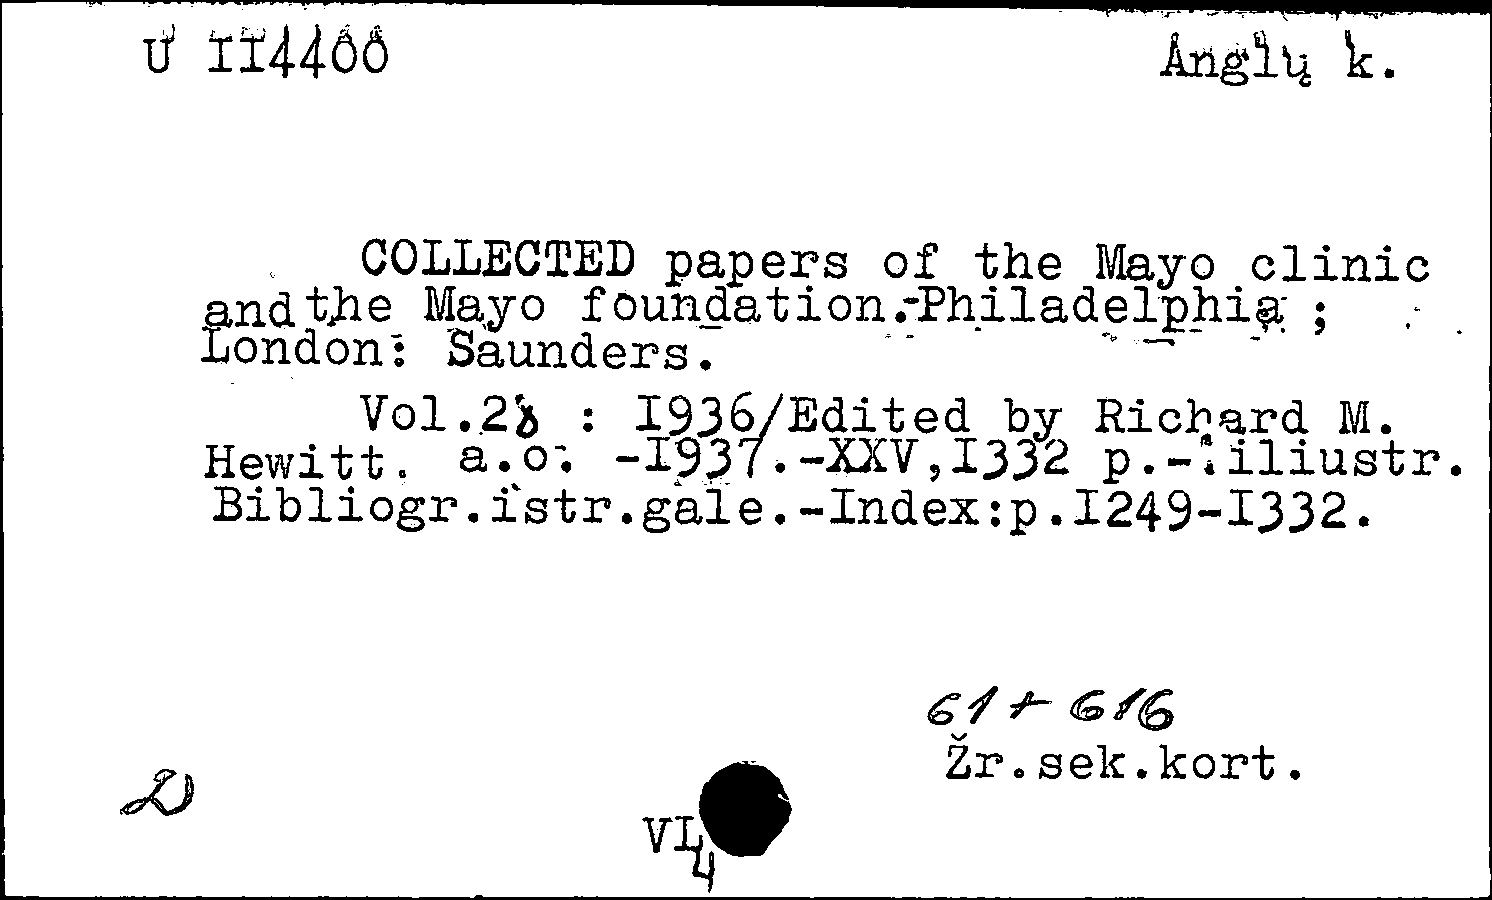 U II4400
Anglų k.
COLLECTED papers of the Mayo clinic
and the Mayo foundation.-Philadelphia ;
London: Saunders.
Vol.28 : I936/Edited by Richard M.
Hewitt. a.o. -I937.-XXV,I332 p.-:iliustr.
Bibliogr.istr.gale.-Index:p.I249-I332.
61 + 616
Žr.sek.kort.
VL
4